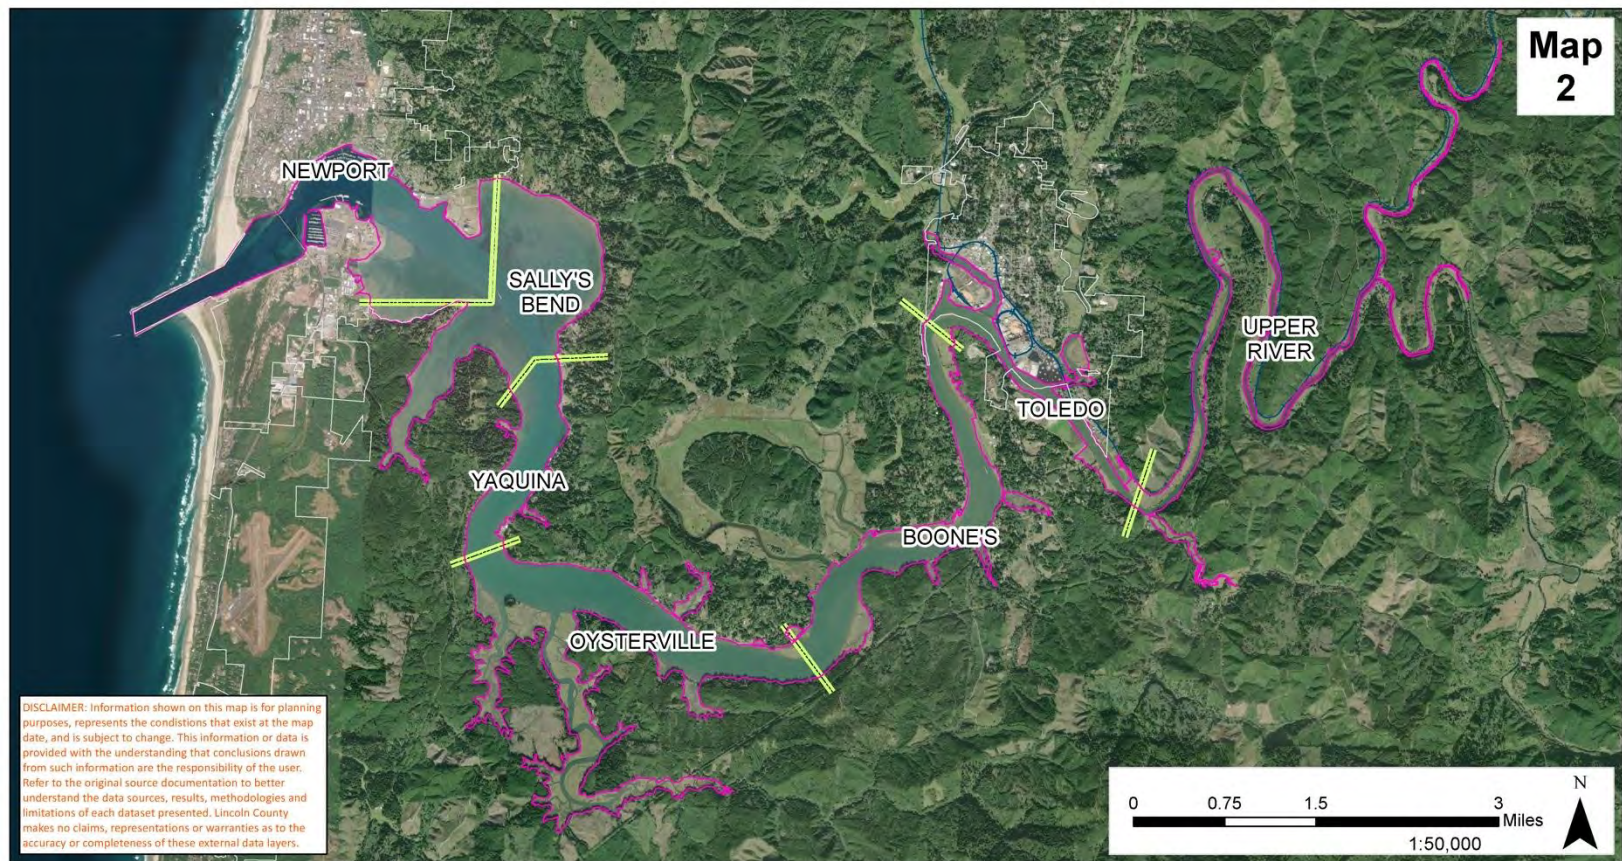 Map
2
NEWPORT
SALLY'S
BEND
UPPER
RIVER
TOLEDO
YAQUINA
BOONE'S
OYSTERVILLE
DISCLAIMER: Information shown on this map is for planning
purposes, represents the condistions that exist at the map
date, and is subject to change. This information or data is
provided with the understanding that conclusions drawn
from such information are the responsibility of the user.
Refer to the original source documentation to better
understand the data sources, results, methodologies and
limitations of each dataset presented. Lincoln County
makes no claims, representations or warranties as to the
accuracy or completeness of these external data layers.
N
0 0.75 1.5 3
Miles
1:50,000